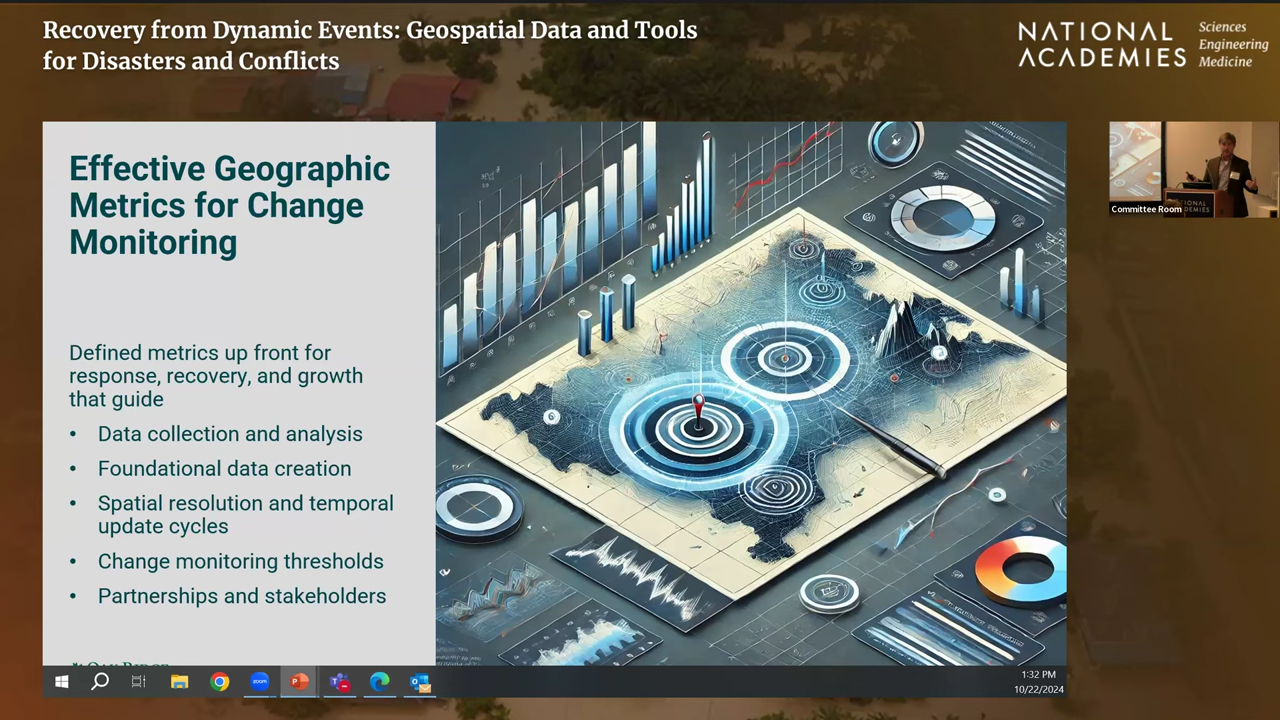 Recovery from Dynamic Events: Geospatial Data and Tools
for Disasters and Conflicts
NATIONAL
ACADEMIES
Sciences
Engineering
Medicine
Effective Geographic
Metrics for Change
Monitoring
Defined metrics up front for
response, recovery, and growth
that guide
• Data collection and analysis
• Foundational data creation
• Spatial resolution and temporal
update cycles
• Change monitoring thresholds
• Partnerships and stakeholders
Committee Room
zoom
1:32 PM
10/22/2024